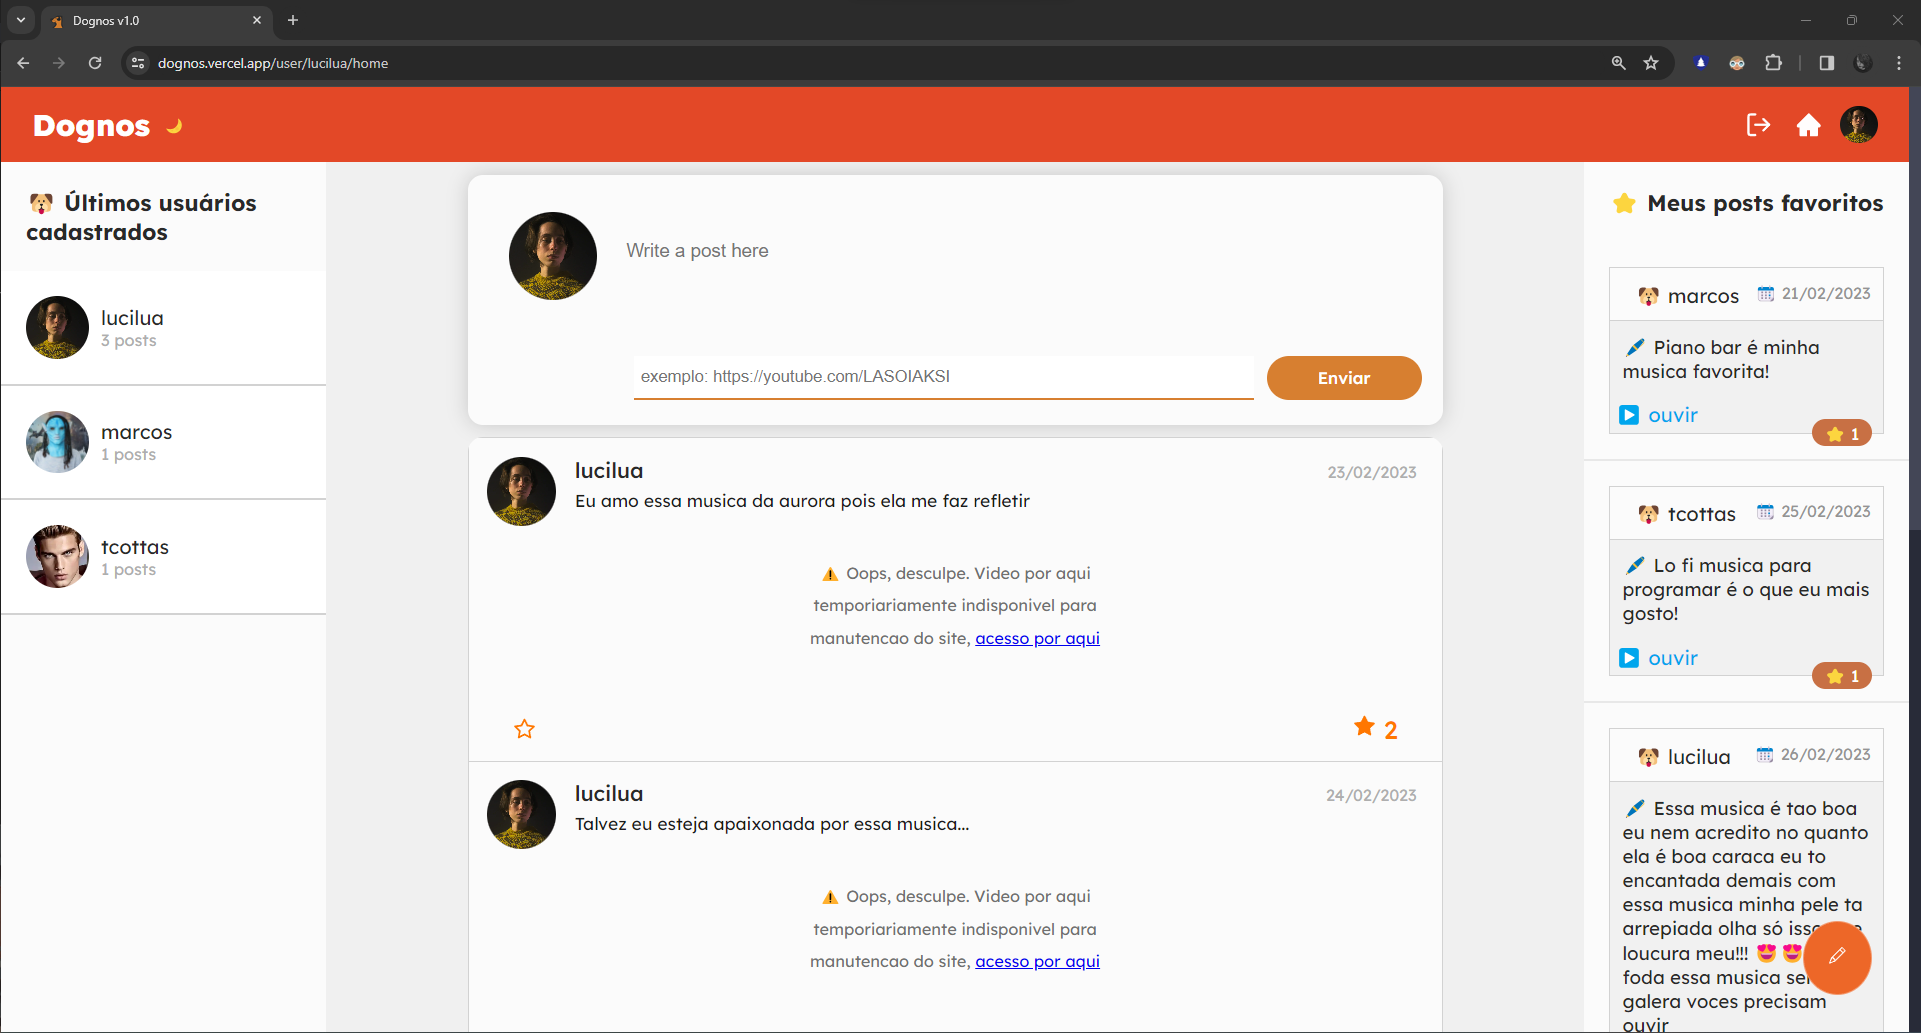 Dognos v1.0
dognos.vercel.app/user/lucilua/home
Dognos
Últimos usuários
cadastrados
lucilua
3 posts
marcos
1 posts
tcottas
1 posts
Write a post here
exemplo: https://youtube.com/LASOIAKSI
Enviar
lucilua
23/02/2023
Eu amo essa musica da aurora pois ela me faz refletir
⚠️ Oops, desculpe. Video por aqui
temporiariamente indisponivel para
manutencao do site, acesso por aqui
2
lucilua
24/02/2023
Talvez eu esteja apaixonada por essa musica...
⚠️ Oops, desculpe. Video por aqui
temporiariamente indisponivel para
manutencao do site, acesso por aqui
Meus posts favoritos
marcos 21/02/2023
Piano bar é minha
musica favorita!
ouvir
1
tcottas 25/02/2023
Lo fi musica para
programar é o que eu mais
gosto!
ouvir
1
lucilua 26/02/2023
Essa musica é tao boa
eu nem acredito no quanto
ela é boa caraca eu to
encantada demais com
essa musica minha pele ta
arrepiada olha só
loucura meu!!! 😍😍
foda essa musica
galera voces precisam
ouvir